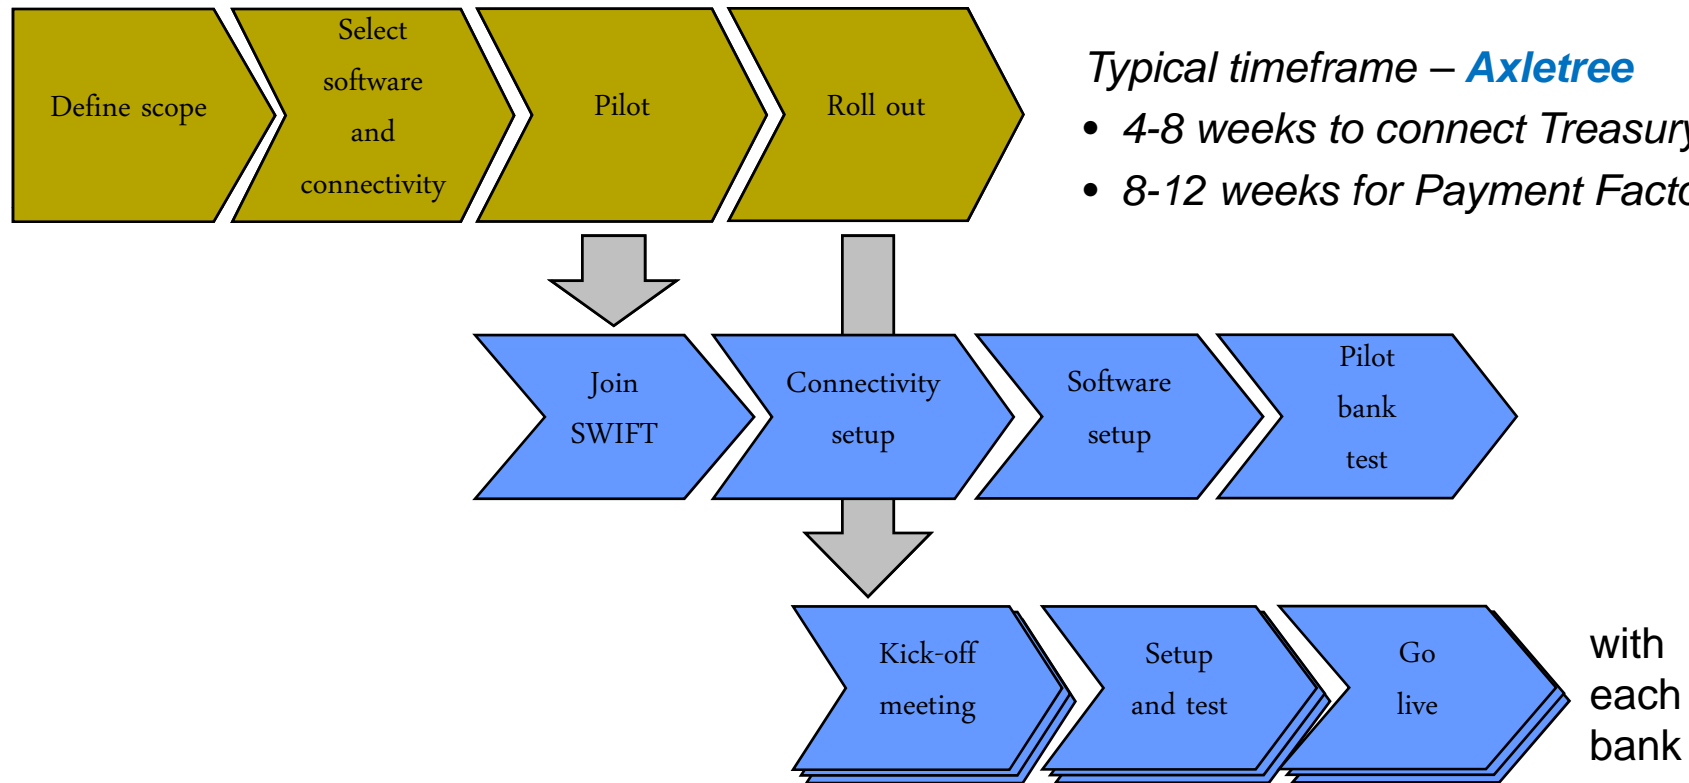 Define scope
Select
software
and
connectivity
Pilot
Roll out
Typical timeframe – Axletree
• 4-8 weeks to connect Treasury
• 8-12 weeks for Payment Facto
Join
SWIFT
Connectivity
setup
Software
setup
Pilot
bank
test
Kick-off
meeting
Setup
and test
Go
live
with
each
bank